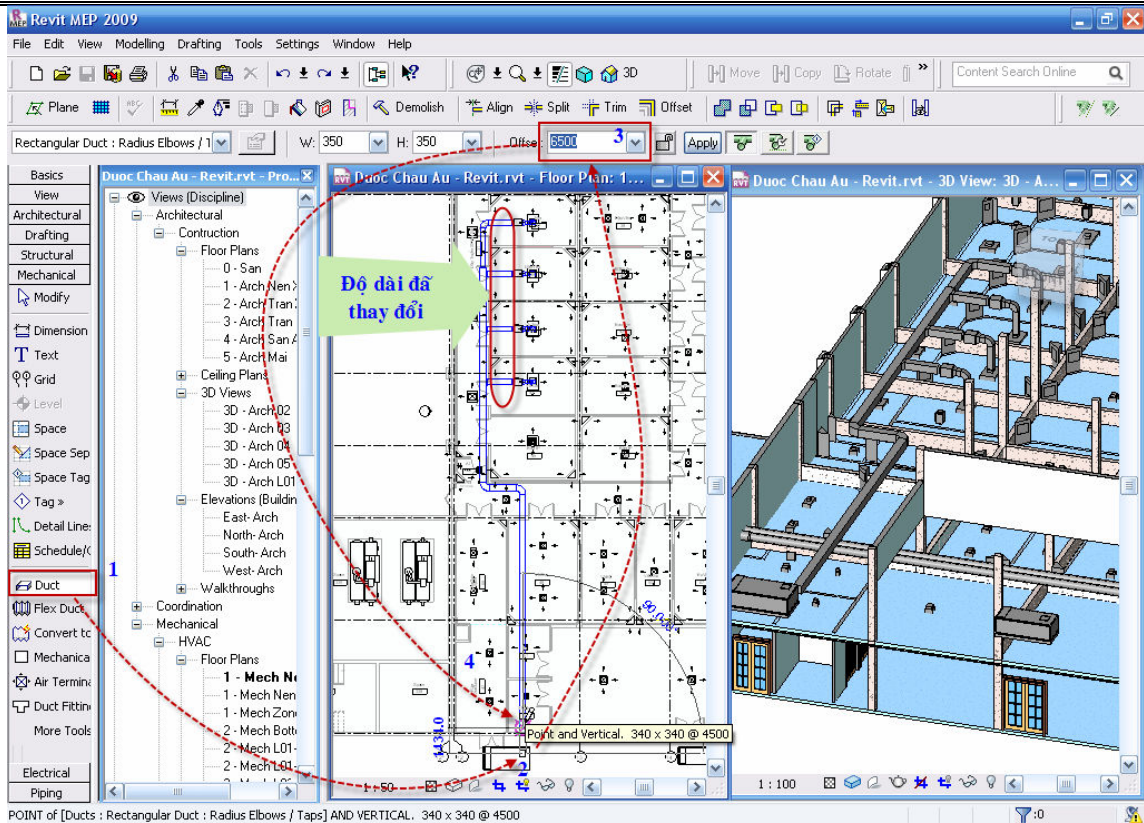 Revit MEP 2009
File Edit View Modelling Drafting Tools Settings Window Help
3D Move Copy Rotate Content Search Online
Plane Demolish Align Split Trim Offset
Rectangular Duct : Radius Elbows / T W: 350 H: 350 Offset: 6500 3 Apply
Basics
View
Architectural
Drafting
Structural
Mechanical
Modify
Dimension
Text
Grid
Level
Space
Space Sep
Space Tag
Tag »
Detail Lines
Schedule/(
Duct
Flex Duct
Convert to
Mechanica
Air Termina
Duct Fittin
More Tools
Electrical
Piping
Duoc Chau Au - Revit.rvt - Pro...
Views (Discipline)
Architectural
Contruction
Floor Plans
0 - San
1 - Arch Nen
2 - Arch Tran
3 - Arch Tran
4 - Arch San A
5 - Arch Mai
Ceiling Plans
3D Views
3D - Arch 02
3D - Arch 03
3D - Arch 04
3D - Arch 05
3D - Arch L01
Elevations (Buildin
East- Arch
North- Arch
South- Arch
West- Arch
Walkthroughs
Coordination
Mechanical
HVAC
Floor Plans
1 - Mech Ne
1 - Mech Nen
1 - Mech Zon
2 - Mech Bott
2 - Mech L01-
2 - Mech L01-
1
Duoc Chau Au - Revit.rvt - Floor Plan: 1...
Độ dài đã
thay đổi
90.000
4
1134.0
Point and Vertical. 340 x 340 @ 4500
2
1 : 50
Duoc Chau Au - Revit.rvt - 3D View: 3D - A...
TOP
1 : 100
POINT of [Ducts : Rectangular Duct : Radius Elbows / Taps] AND VERTICAL. 340 x 340 @ 4500 :0